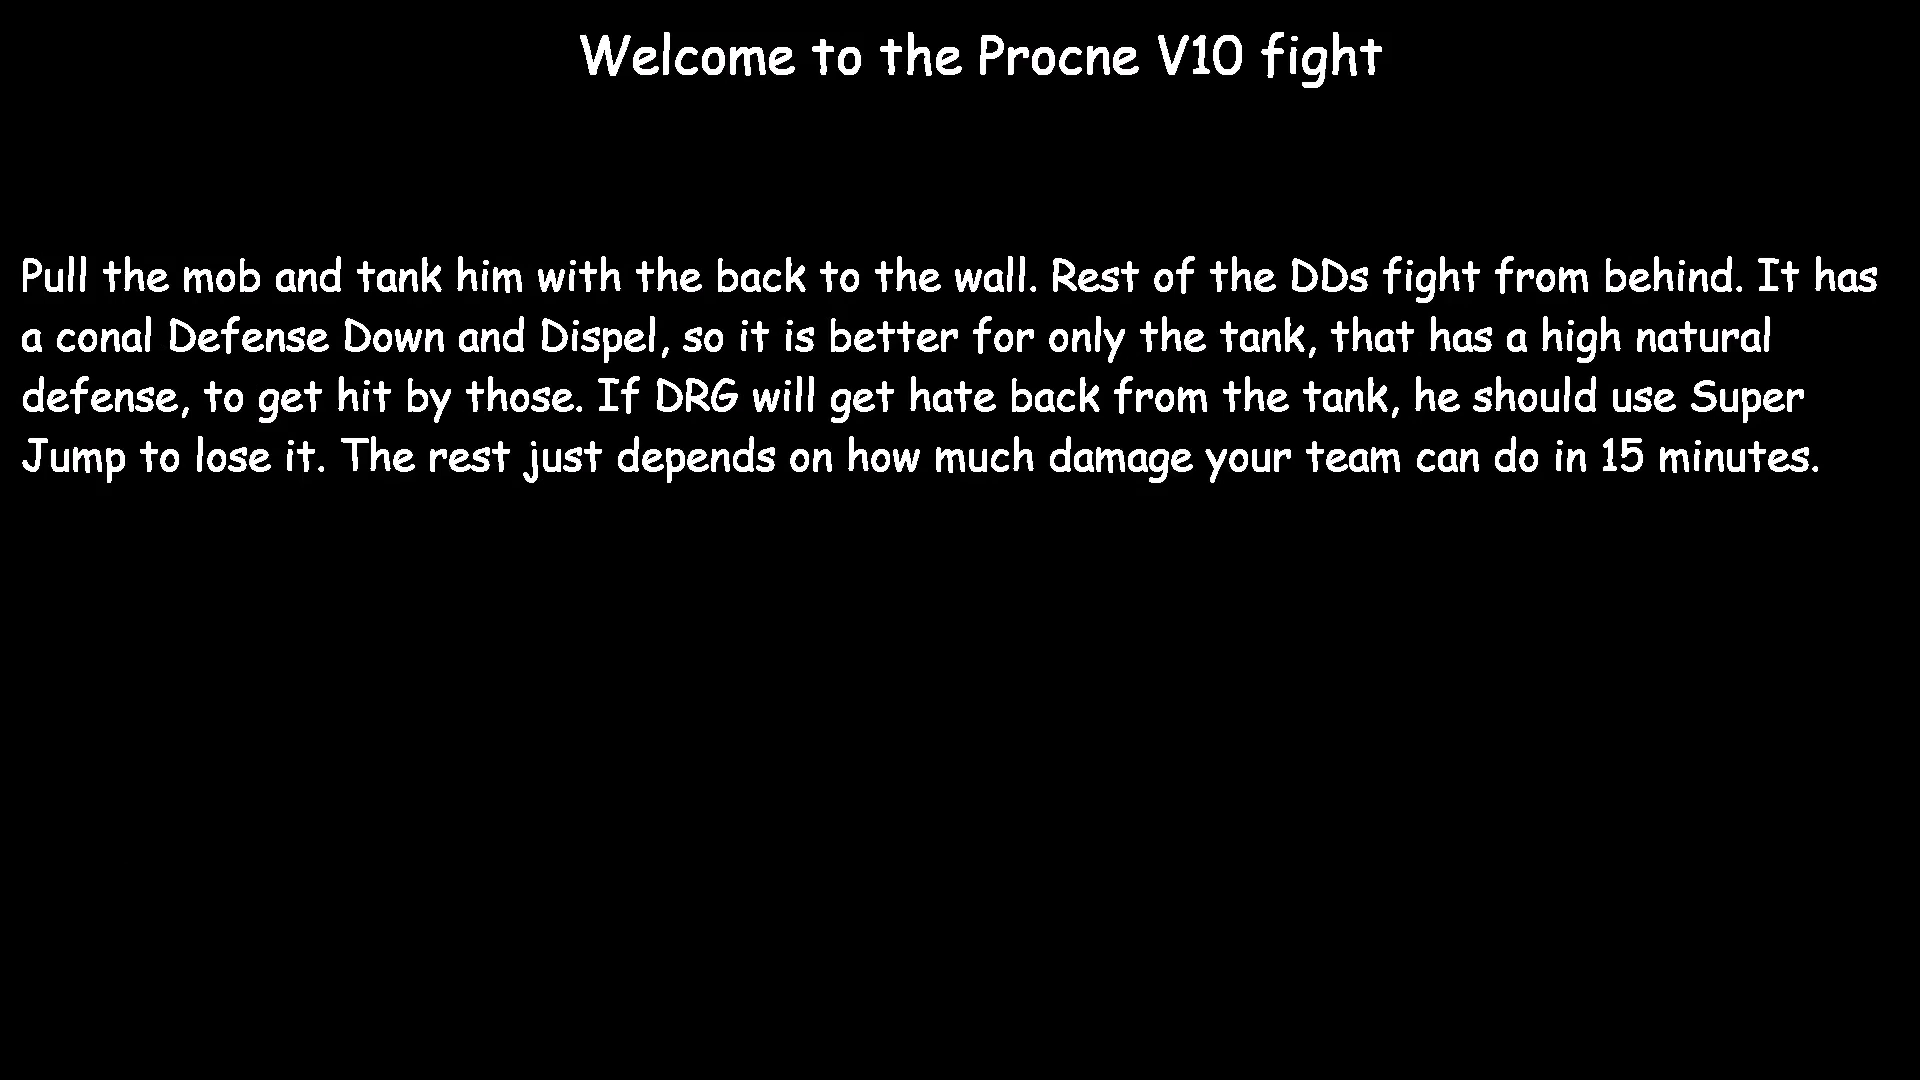 Welcome to the Procne V10 fight
Pull the mob and tank him with the back to the wall. Rest of the DDs fight from behind. It has
a conal Defense Down and Dispel, so it is better for only the tank, that has a high natural
defense, to get hit by those. If DRG will get hate back from the tank, he should use Super
Jump to lose it. The rest just depends on how much damage your team can do in 15 minutes.